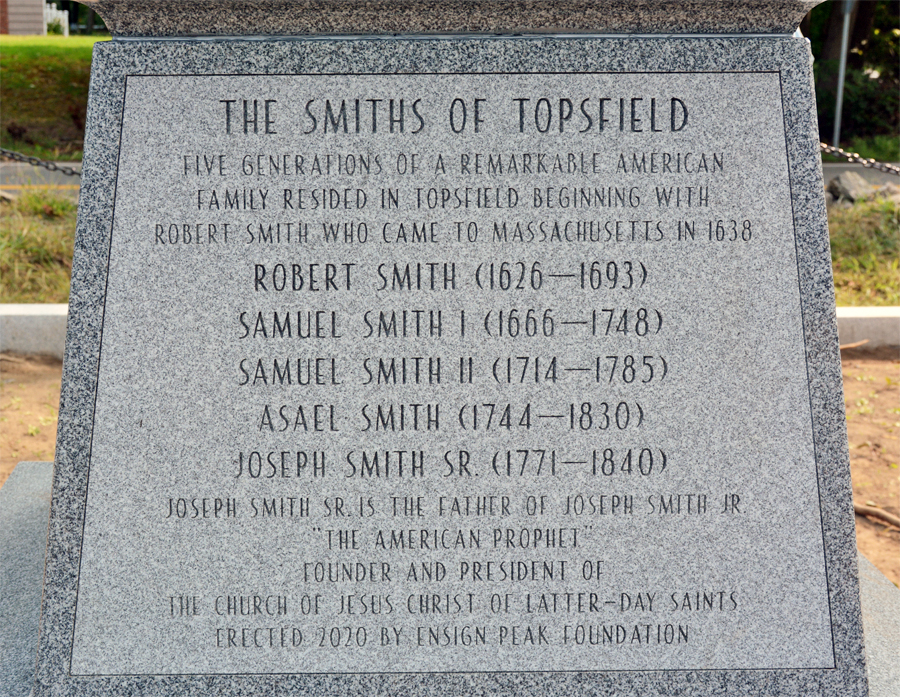 THE SMITHS OF TOPSFIELD
FIVE GENERATIONS OF A REMARKABLE AMERICAN
FAMILY RESIDED IN TOPSFIELD BEGINNING WITH
ROBERT SMITH WHO CAME TO MASSACHUSETTS IN 1638
ROBERT SMITH (1626—1693)
SAMUEL SMITH I (1666—1748)
SAMUEL SMITH II (1714—1785)
ASAEL SMITH (1744—1830)
JOSEPH SMITH SR. (1771—1840)
JOSEPH SMITH SR. IS THE FATHER OF JOSEPH SMITH JR.
"THE AMERICAN PROPHET"
FOUNDER AND PRESIDENT OF
THE CHURCH OF JESUS CHRIST OF LATTER-DAY SAINTS
ERECTED 2020 BY ENSIGN PEAK FOUNDATION